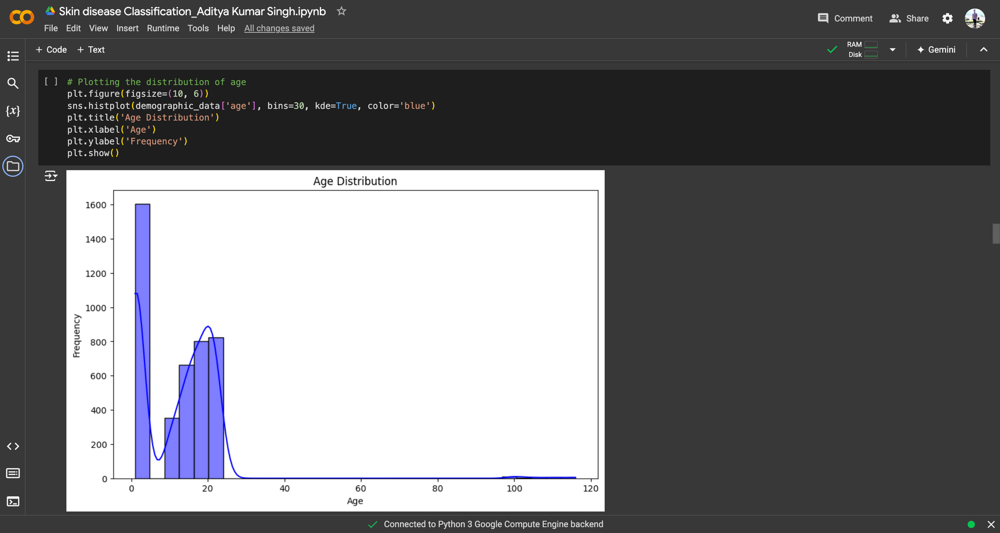 Skin disease Classification_Aditya Kumar Singh.ipynb
File Edit View Insert Runtime Tools Help All changes saved
Comment Share
+ Code + Text
RAM
Disk
Gemini
{x}
[ ] # Plotting the distribution of age
plt.figure(figsize=(10, 6))
sns.histplot(demographic_data['age'], bins=30, kde=True, color='blue')
plt.title('Age Distribution')
plt.xlabel('Age')
plt.ylabel('Frequency')
plt.show()
Age Distribution
1600
1400
1200
1000
800
600
400
200
0
Frequency
0 20 40 60 80 100 120
Age
Connected to Python 3 Google Compute Engine backend